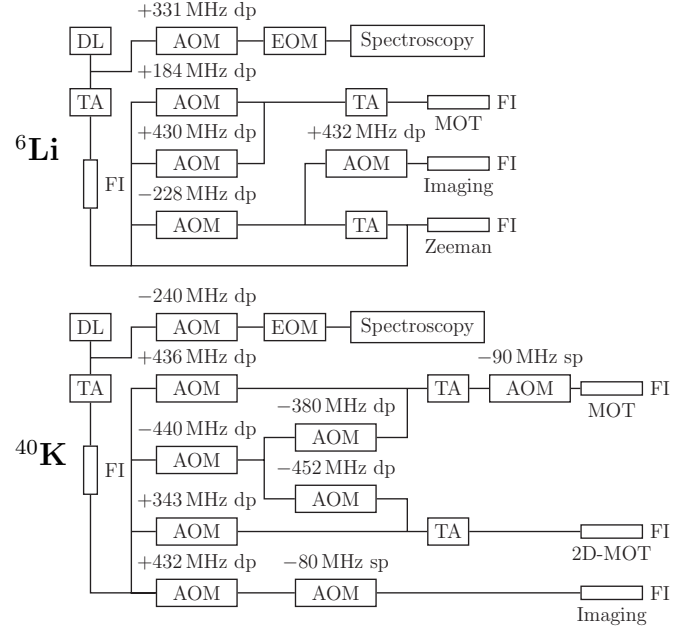 +331 MHz dp
DL AOM EOM Spectroscopy
+184 MHz dp
TA AOM TA FI
MOT
+430 MHz dp +432 MHz dp
⁶Li
AOM AOM FI
FI Imaging
−228 MHz dp
AOM TA FI
Zeeman
−240 MHz dp
DL AOM EOM Spectroscopy
+436 MHz dp −90 MHz sp
TA AOM TA AOM FI
MOT
−380 MHz dp
−440 MHz dp AOM
⁴⁰K
FI AOM
−452 MHz dp
AOM
+343 MHz dp
AOM TA FI
2D-MOT
+432 MHz dp −80 MHz sp
AOM AOM FI
Imaging